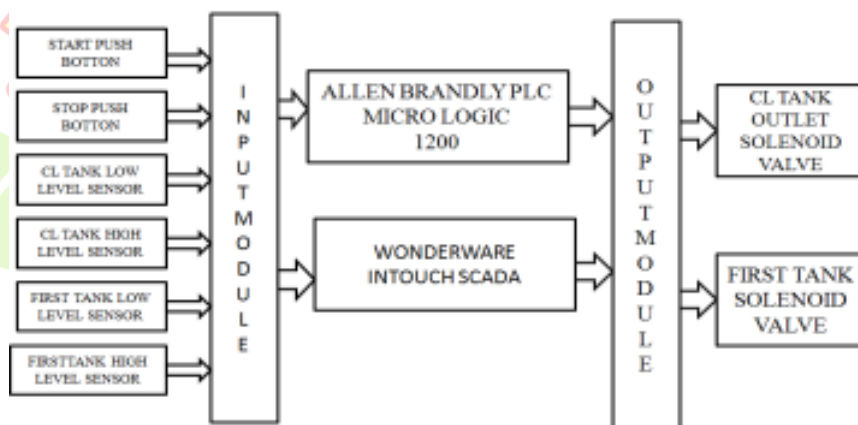 START PUSH
BOTTON
STOP PUSH
BOTTON
CL TANK LOW
LEVEL SENSOR
CL TANK HIGH
LEVEL SENSOR
FIRST TANK LOW
LEVEL SENSOR
FIRSTTANK HIGH
LEVEL SENSOR
INPUTMODULE
ALLEN BRANDLY PLC
MICRO LOGIC
1200
WONDERWARE
INTOUCH SCADA
OUTPUTMODULE
CL TANK
OUTLET
SOLENOID
VALVE
FIRST TANK
SOLENOID
VALVE